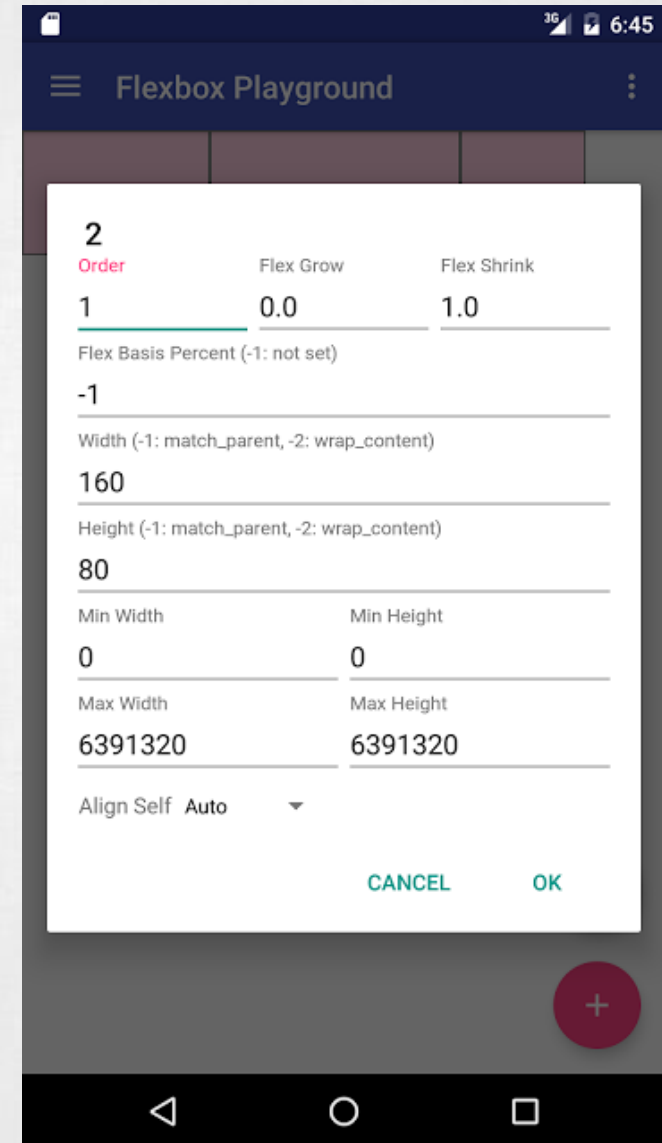 3G 6:45
Flexbox Playground
2
Order Flex Grow Flex Shrink
1 0.0 1.0
Flex Basis Percent (-1: not set)
-1
Width (-1: match_parent, -2: wrap_content)
160
Height (-1: match_parent, -2: wrap_content)
80
Min Width Min Height
0 0
Max Width Max Height
6391320 6391320
Align Self Auto
CANCEL OK
+